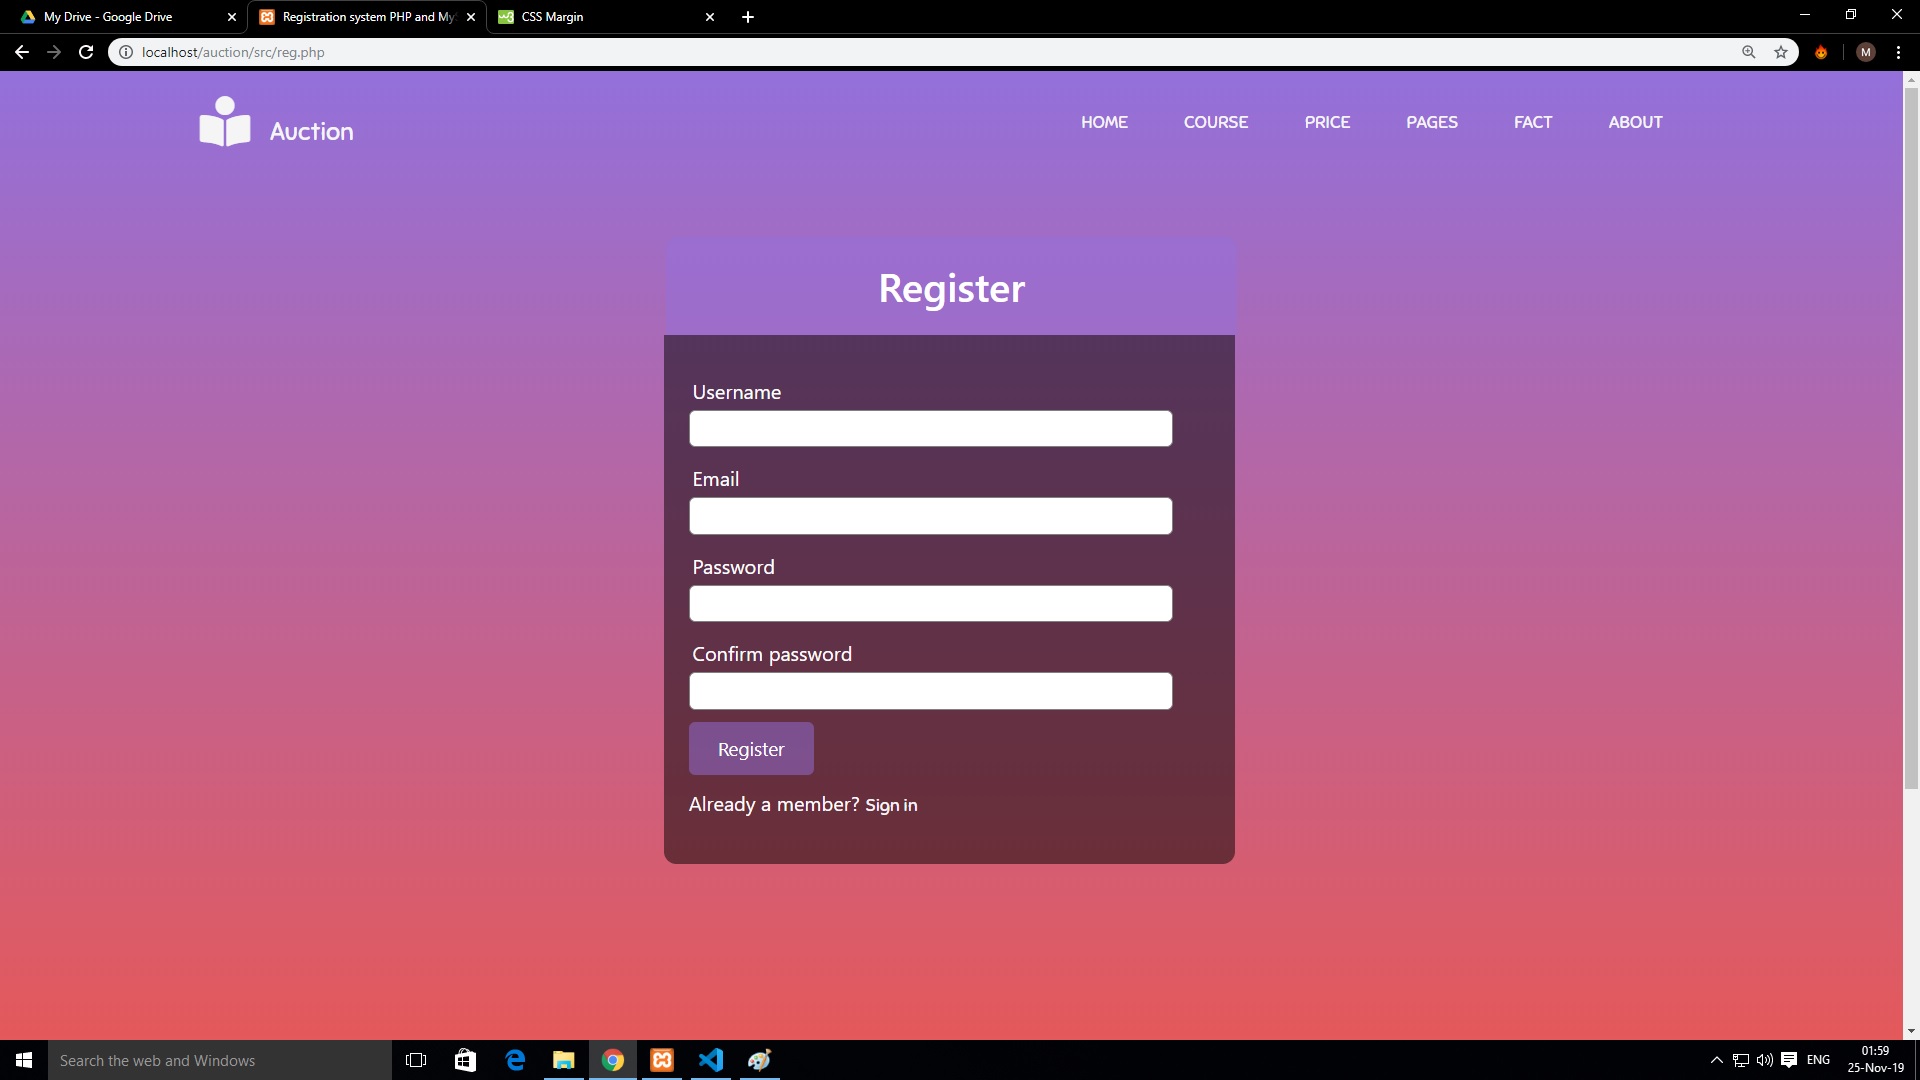 My Drive - Google Drive
Registration system PHP and My
CSS Margin
localhost/auction/src/reg.php
M
Auction
HOME COURSE PRICE PAGES FACT ABOUT
Register
Username
Email
Password
Confirm password
Register
Already a member? Sign in
Search the web and Windows
ENG
01:59
25-Nov-19